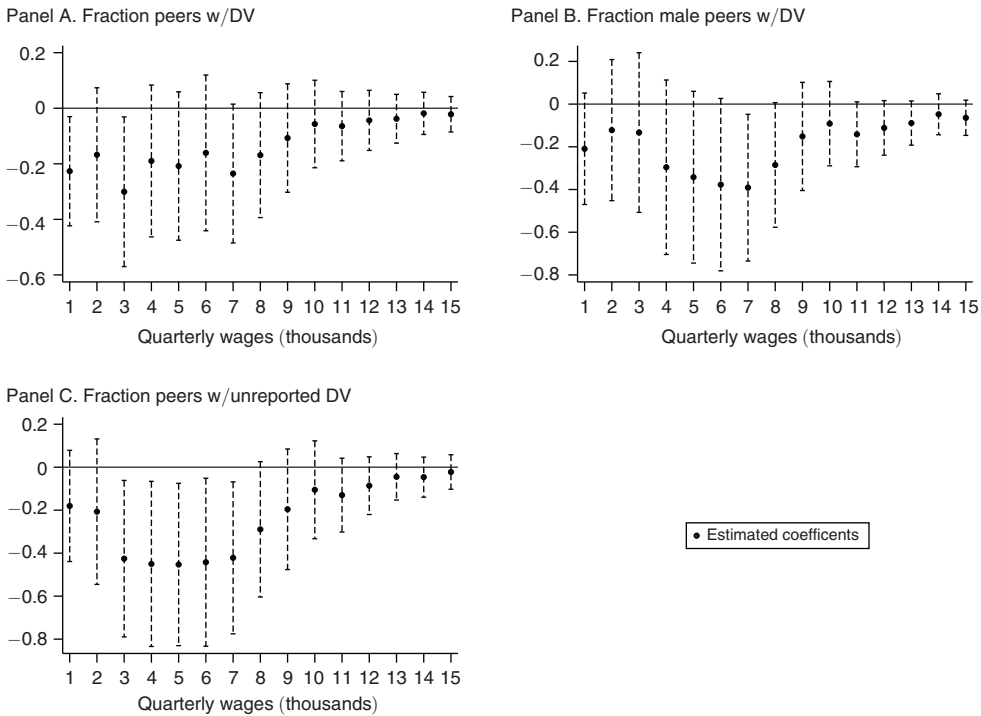 Panel A. Fraction peers w/DV
0.2
0
−0.2
−0.4
−0.6
1 2 3 4 5 6 7 8 9 10 11 12 13 14 15
Quarterly wages (thousands)
Panel B. Fraction male peers w/DV
0.2
0
−0.2
−0.4
−0.6
−0.8
1 2 3 4 5 6 7 8 9 10 11 12 13 14 15
Quarterly wages (thousands)
Panel C. Fraction peers w/unreported DV
0.2
0
−0.2
−0.4
−0.6
−0.8
1 2 3 4 5 6 7 8 9 10 11 12 13 14 15
Quarterly wages (thousands)
Estimated coefficents